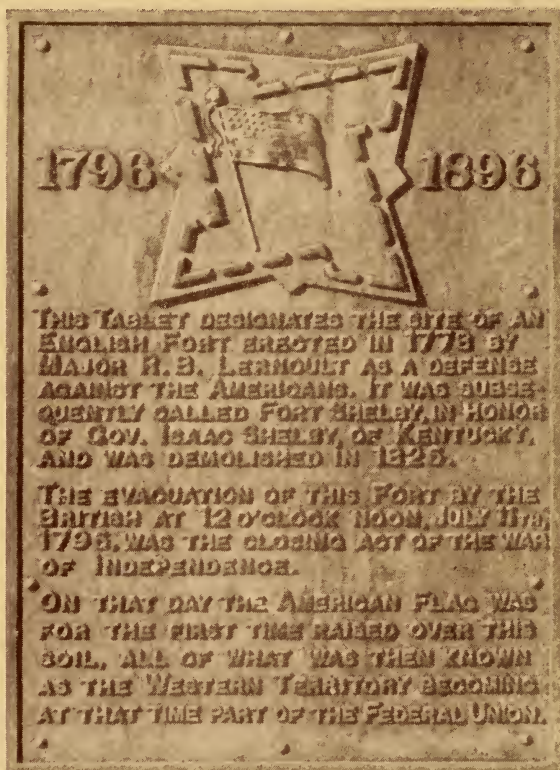 1796 1896
THIS TABLET DESIGNATES THE SITE OF AN
ENGLISH FORT ERECTED IN 1778 BY
MAJOR R. B. LERNOULT AS A DEFENSE
AGAINST THE AMERICANS. IT WAS SUBSE-
QUENTLY CALLED FORT SHELBY, IN HONOR
OF GOV. ISAAC SHELBY, OF KENTUCKY,
AND WAS DEMOLISHED IN 1826.
THE EVACUATION OF THIS FORT BY THE
BRITISH AT 12 O'CLOCK NOON, JULY 11TH,
1796, WAS THE CLOSING ACT OF THE WAR
OF INDEPENDENCE.
ON THAT DAY THE AMERICAN FLAG WAS
FOR THE FIRST TIME RAISED OVER THIS
SOIL, ALL OF WHAT WAS THEN KNOWN
AS THE WESTERN TERRITORY BECOMING
AT THAT TIME PART OF THE FEDERAL UNION.